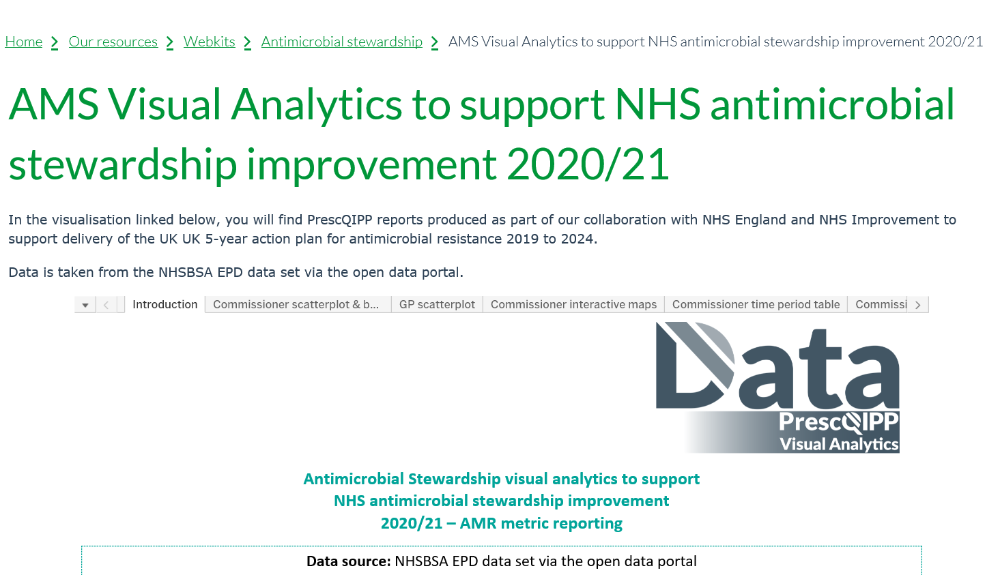 Home > Our resources > Webkits > Antimicrobial stewardship > AMS Visual Analytics to support NHS antimicrobial stewardship improvement 2020/21
AMS Visual Analytics to support NHS antimicrobial
stewardship improvement 2020/21
In the visualisation linked below, you will find PrescQIPP reports produced as part of our collaboration with NHS England and NHS Improvement to
support delivery of the UK UK 5-year action plan for antimicrobial resistance 2019 to 2024.
Data is taken from the NHSBSA EPD data set via the open data portal.
Introduction Commissioner scatterplot & b... GP scatterplot Commissioner interactive maps Commissioner time period table Commissi
Data
PrescQIPP
Visual Analytics
Antimicrobial Stewardship visual analytics to support
NHS antimicrobial stewardship improvement
2020/21 – AMR metric reporting
Data source: NHSBSA EPD data set via the open data portal